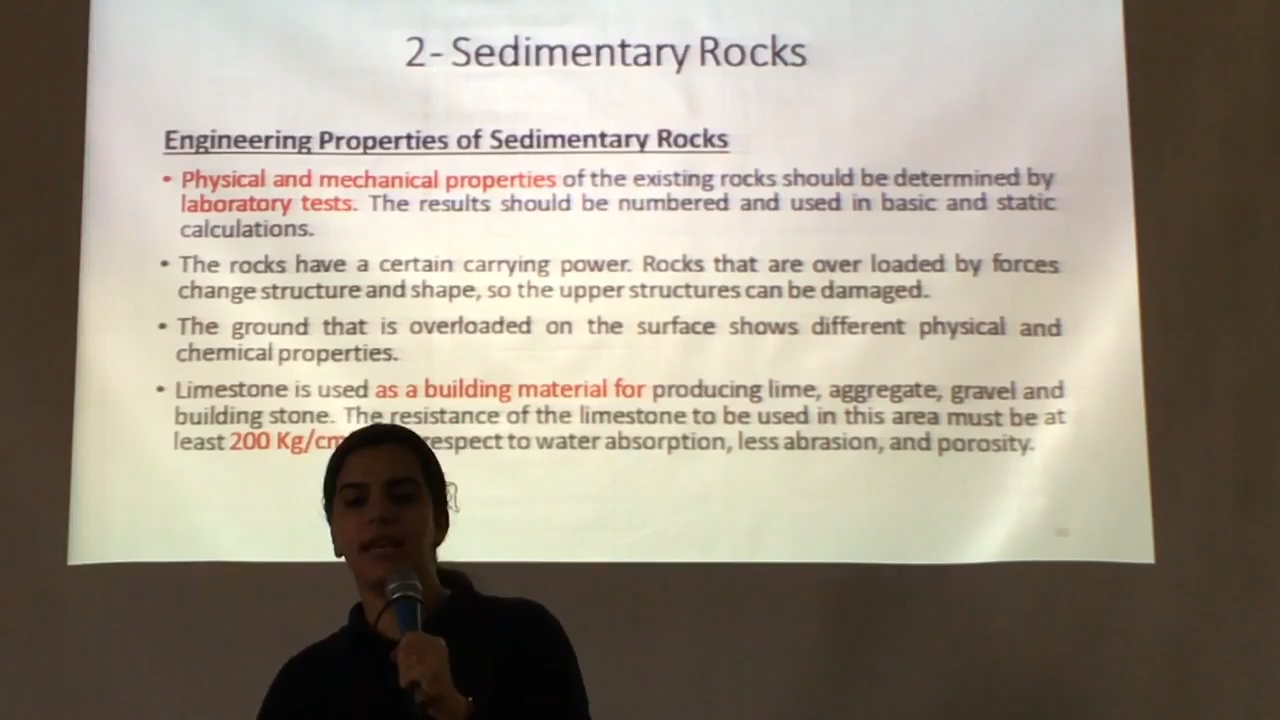 2- Sedimentary Rocks
Engineering Properties of Sedimentary Rocks
• Physical and mechanical properties of the existing rocks should be determined by
laboratory tests. The results should be numbered and used in basic and static
calculations.
• The rocks have a certain carrying power. Rocks that are over loaded by forces
change structure and shape, so the upper structures can be damaged.
• The ground that is overloaded on the surface shows different physical and
chemical properties.
• Limestone is used as a building material for producing lime, aggregate, gravel and
building stone. The resistance of the limestone to be used in this area must be at
least 200 Kg/cm respect to water absorption, less abrasion, and porosity.